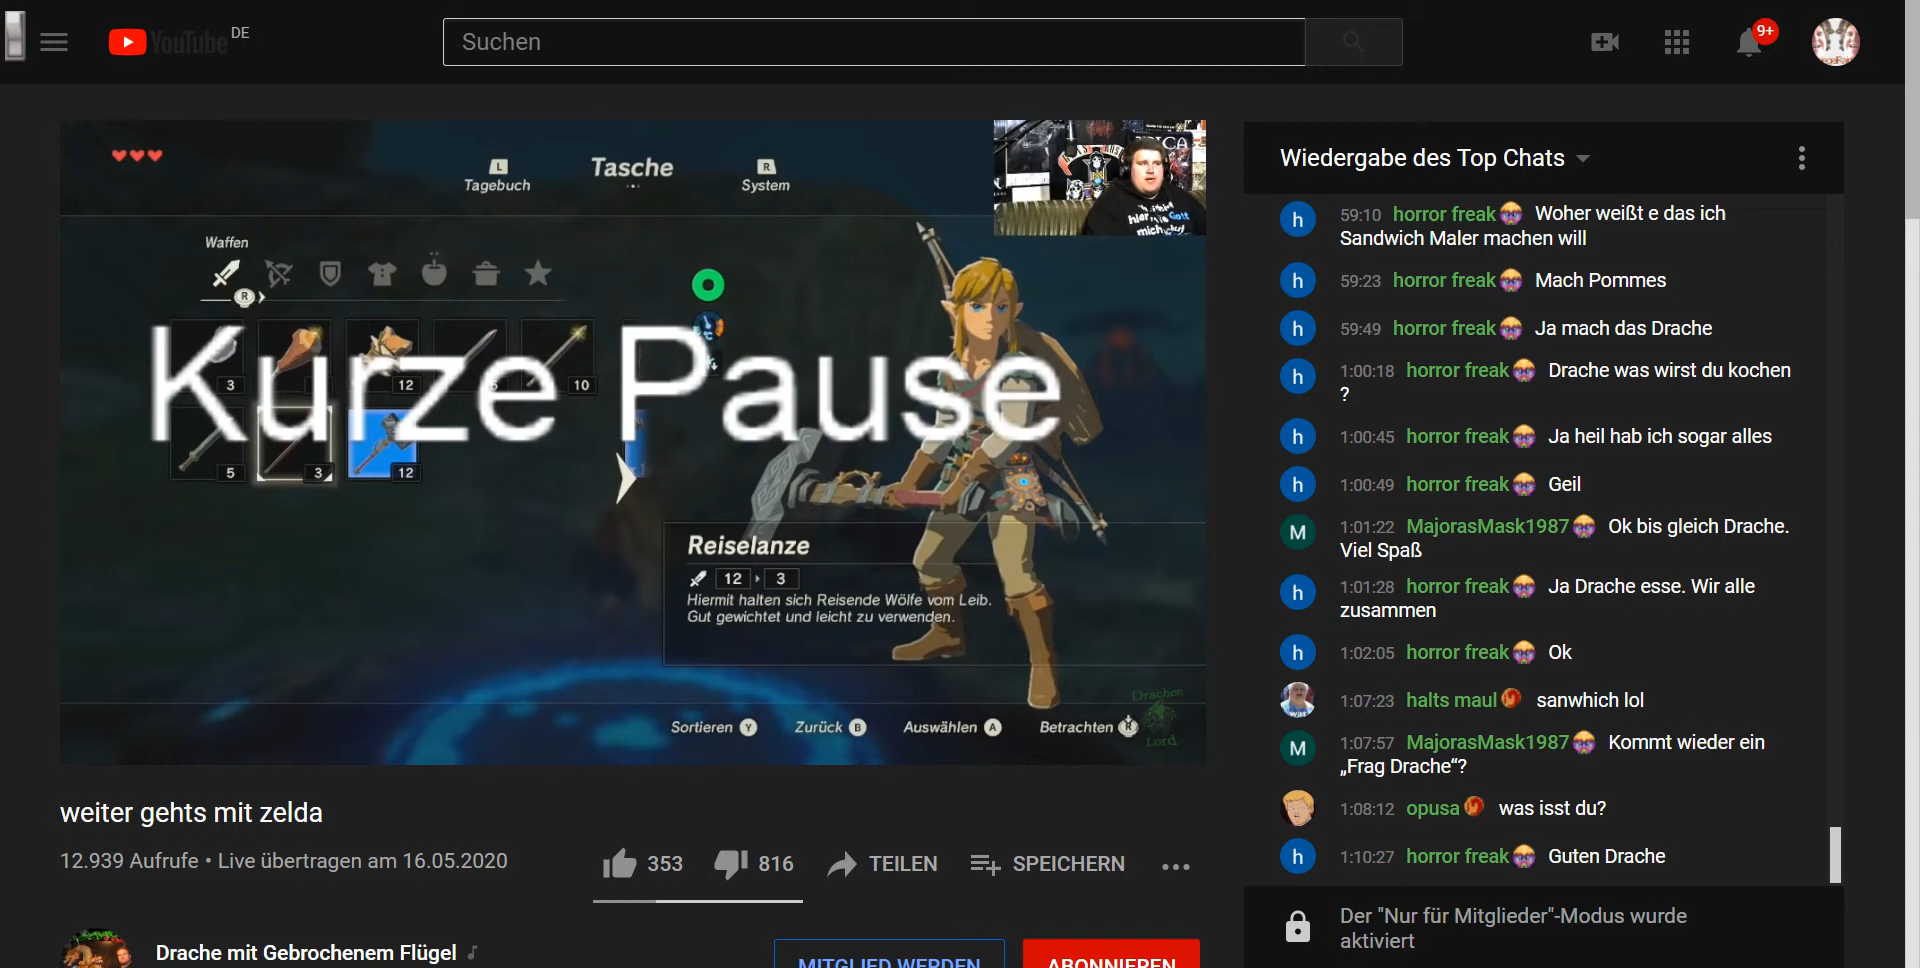 YouTube DE
Suchen
9+
L
Tagebuch
Tasche
R
System
Waffen
R
Kurze Pause
3
12
10
5
3
12
Reiselanze
12 3
Hiermit halten sich Reisende Wölfe vom Leib.
Gut gewichtet und leicht zu verwenden.
Sortieren Y
Zurück B
Auswählen A
Betrachten R
Drachen
Lord
weiter gehts mit zelda
12.939 Aufrufe • Live übertragen am 16.05.2020
353
816
TEILEN
SPEICHERN
Drache mit Gebrochenem Flügel
MITGLIED WERDEN
ABONNIEREN
Wiedergabe des Top Chats
h 59:10 horror freak Woher weißt e das ich
Sandwich Maler machen will
h 59:23 horror freak Mach Pommes
h 59:49 horror freak Ja mach das Drache
h 1:00:18 horror freak Drache was wirst du kochen
?
h 1:00:45 horror freak Ja heil hab ich sogar alles
h 1:00:49 horror freak Geil
M 1:01:22 MajorasMask1987 Ok bis gleich Drache.
Viel Spaß
h 1:01:28 horror freak Ja Drache esse. Wir alle
zusammen
h 1:02:05 horror freak Ok
1:07:23 halts maul sanwhich lol
M 1:07:57 MajorasMask1987 Kommt wieder ein
„Frag Drache“?
1:08:12 opusa was isst du?
h 1:10:27 horror freak Guten Drache
Der "Nur für Mitglieder"-Modus wurde
aktiviert